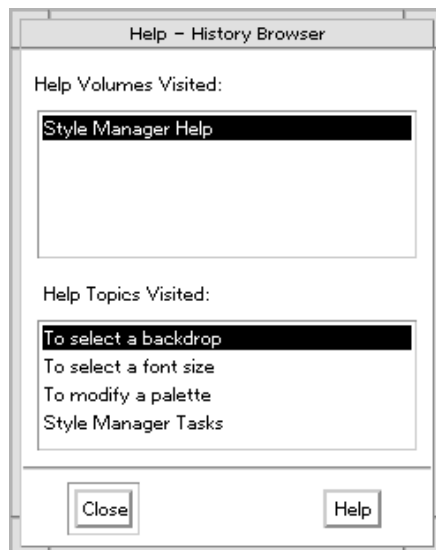 Help - History Browser
Help Volumes Visited:
Style Manager Help
Help Topics Visited:
To select a backdrop
To select a font size
To modify a palette
Style Manager Tasks
Close
Help